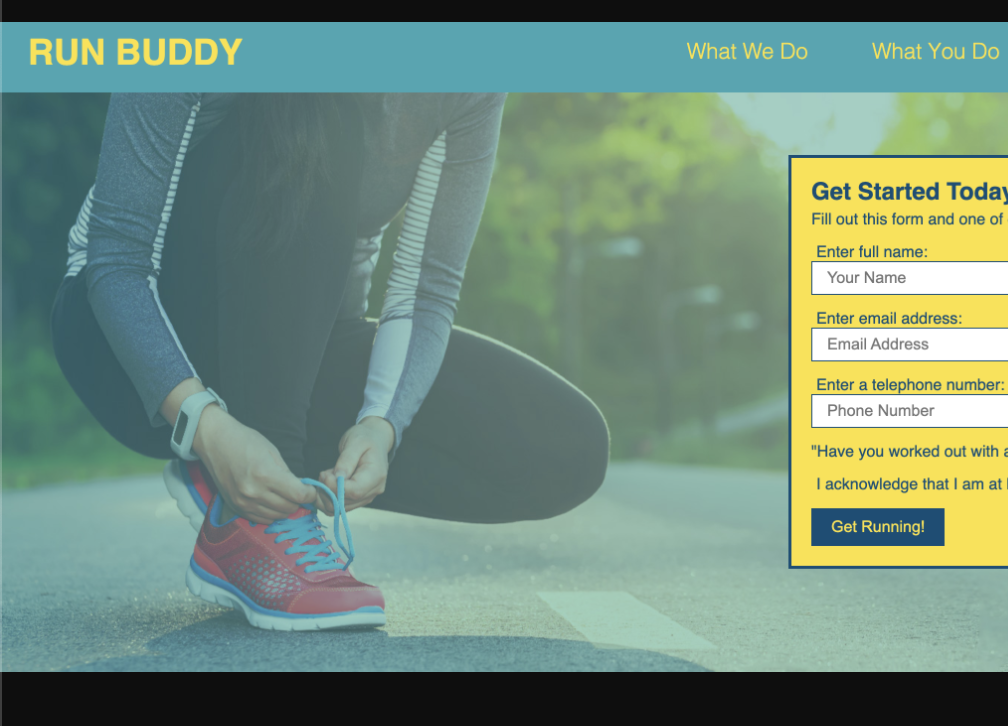 RUN BUDDY
What We Do What You Do
Get Started Today
Fill out this form and one of
Enter full name:
Your Name
Enter email address:
Email Address
Enter a telephone number:
Phone Number
"Have you worked out with a
I acknowledge that I am at
Get Running!